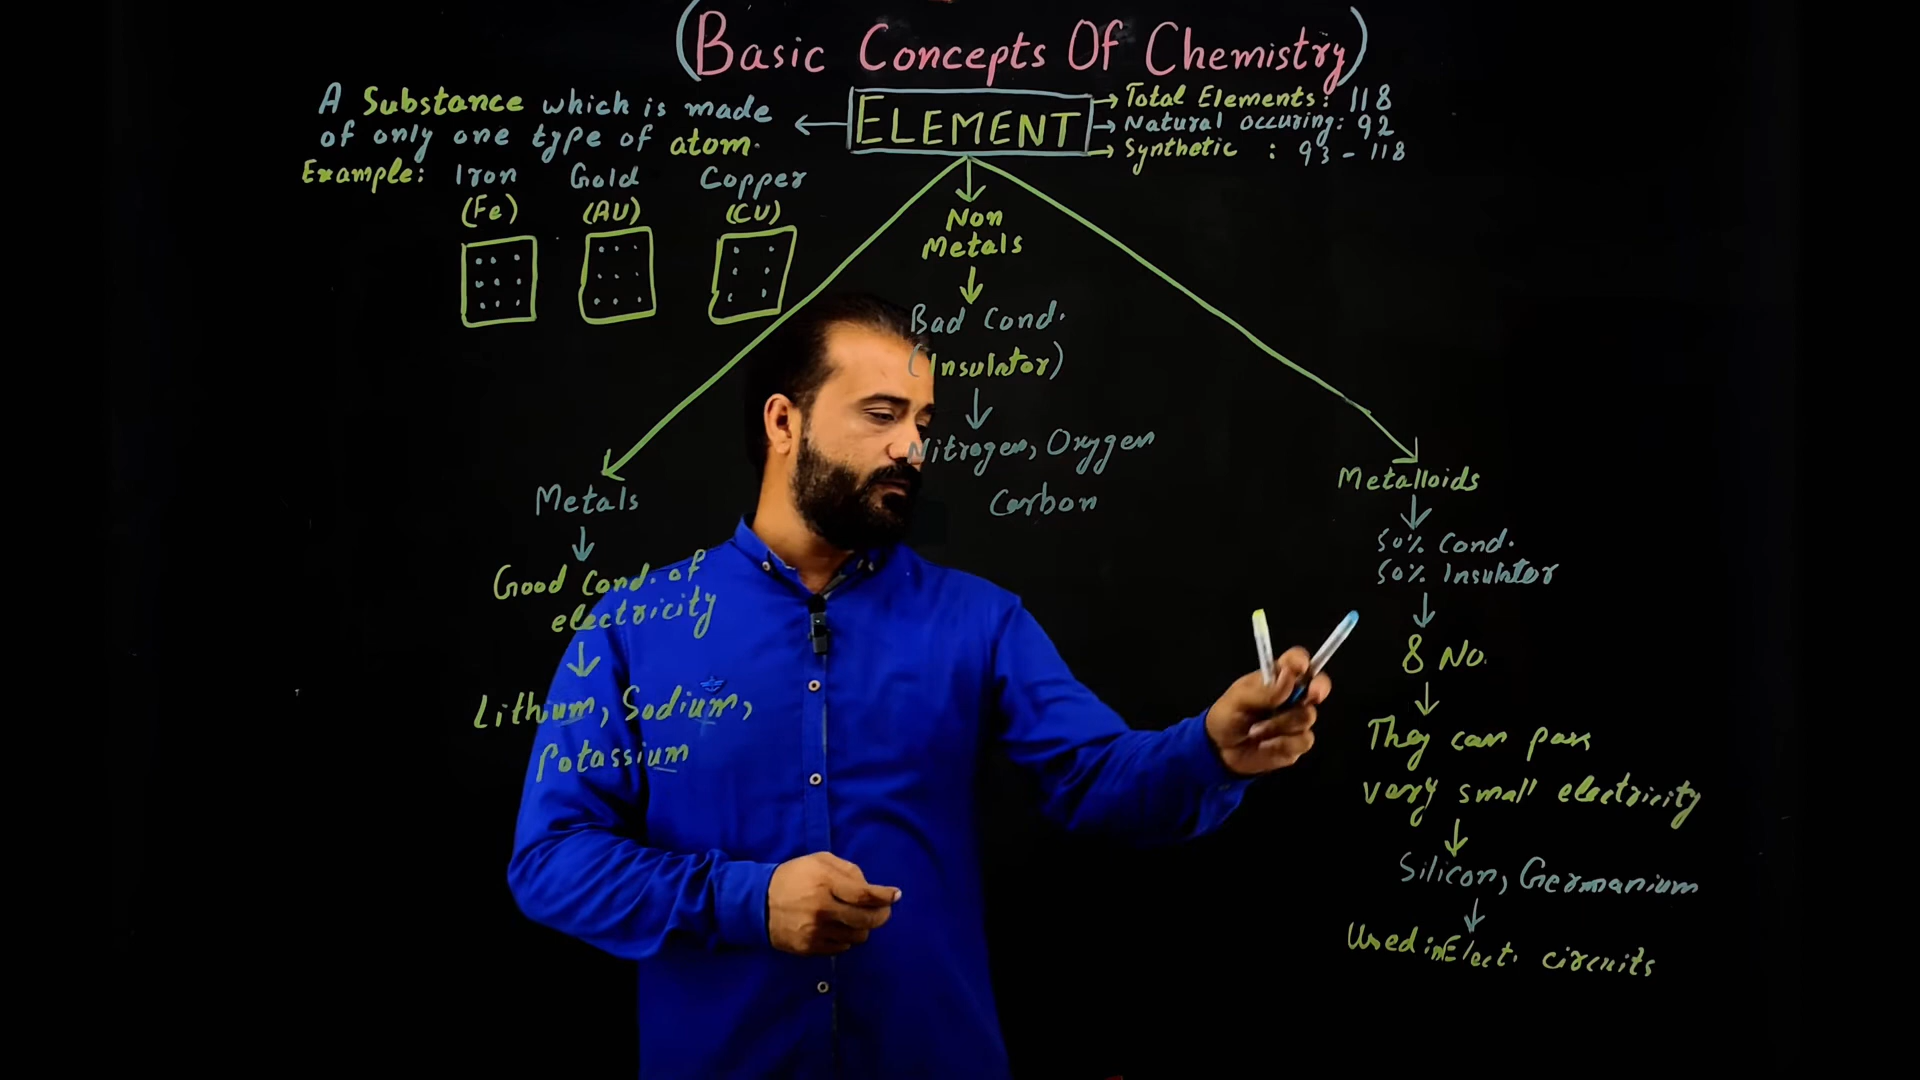 (Basic Concepts Of Chemistry)
A Substance which is made
of only one type of atom.
Example: Iron Gold Copper
(Fe) (AU) (CU)
ELEMENT
Total Elements: 118
Natural occuring: 92
Synthetic : 93 - 118
Non
Metals
Bad Cond.
(Insulator)
Nitrogen, Oxygen
Carbon
Metals
Good Cond. of
electricity
Lithium, Sodium,
Potassium
Metalloids
50% Cond.
50% Insulator
8 No.
They can pass
very small electricity
Silicon, Germanium
Used in Elect. circuits